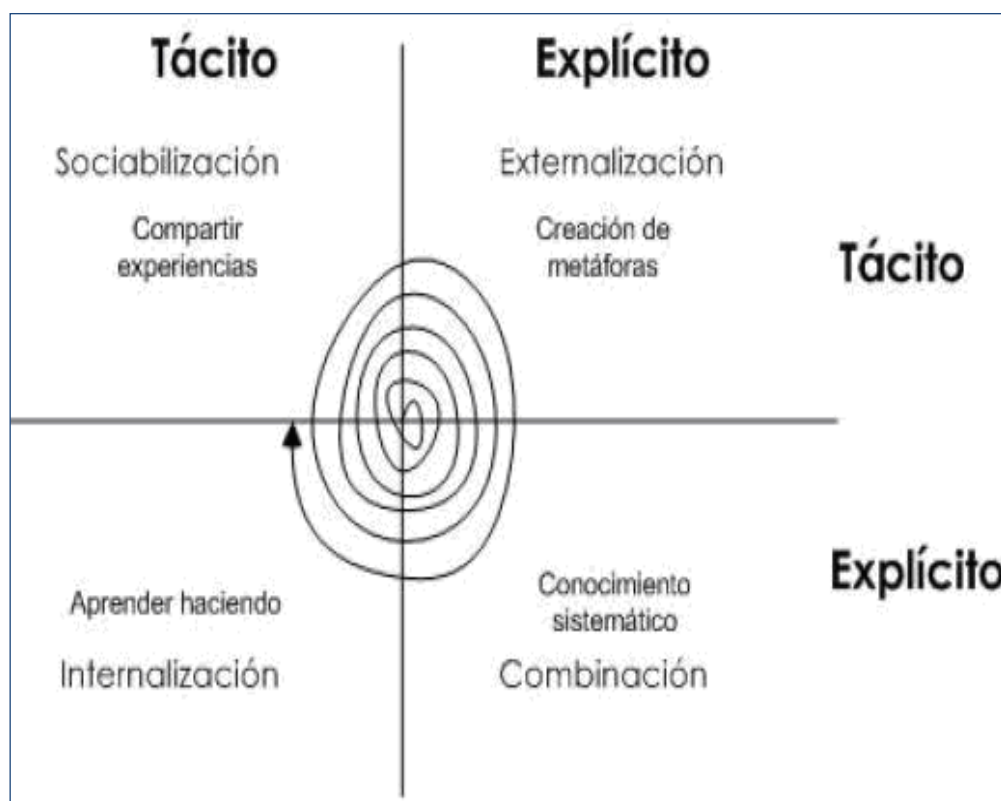 Tácito
Explícito
Sociabilización
Externalización
Compartir
experiencias
Creación de
metáforas
Tácito
Explícito
Aprender haciendo
Conocimiento
sistemático
Internalización
Combinación